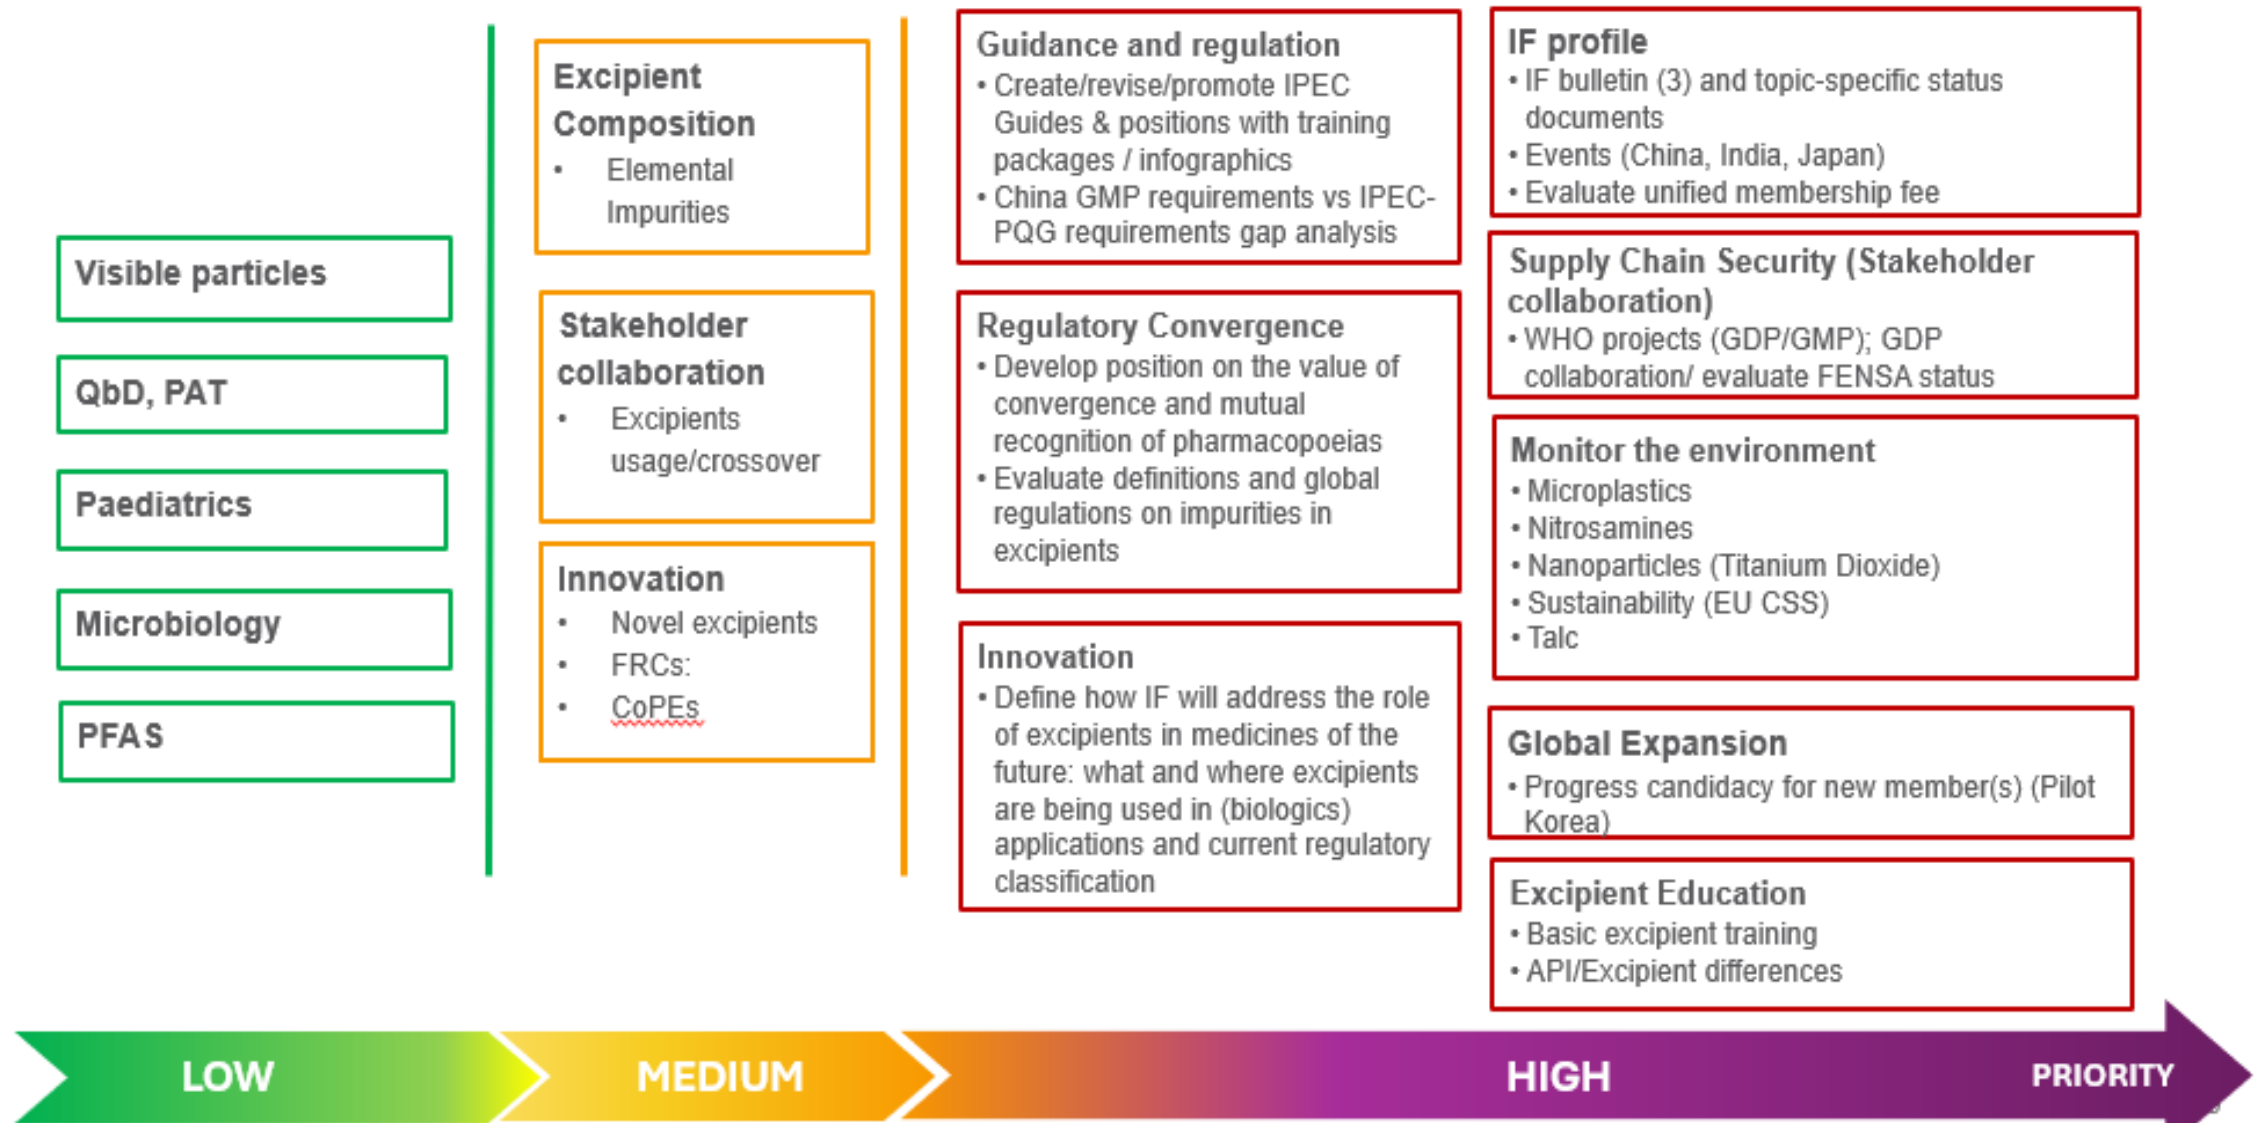 Visible particles
QbD, PAT
Paediatrics
Microbiology
PFAS
Excipient
Composition
• Elemental
Impurities
Stakeholder
collaboration
• Excipients
usage/crossover
Innovation
• Novel excipients
• FRCs:
• CoPEs
Guidance and regulation
• Create/revise/promote IPEC
Guides & positions with training
packages / infographics
• China GMP requirements vs IPEC-
PQG requirements gap analysis
Regulatory Convergence
• Develop position on the value of
convergence and mutual
recognition of pharmacopoeias
• Evaluate definitions and global
regulations on impurities in
excipients
Innovation
• Define how IF will address the role
of excipients in medicines of the
future: what and where excipients
are being used in (biologics)
applications and current regulatory
classification
IF profile
• IF bulletin (3) and topic-specific status
documents
• Events (China, India, Japan)
• Evaluate unified membership fee
Supply Chain Security (Stakeholder
collaboration)
• WHO projects (GDP/GMP); GDP
collaboration/ evaluate FENSA status
Monitor the environment
• Microplastics
• Nitrosamines
• Nanoparticles (Titanium Dioxide)
• Sustainability (EU CSS)
• Talc
Global Expansion
• Progress candidacy for new member(s) (Pilot
Korea)
Excipient Education
• Basic excipient training
• API/Excipient differences
LOW
MEDIUM
HIGH
PRIORITY